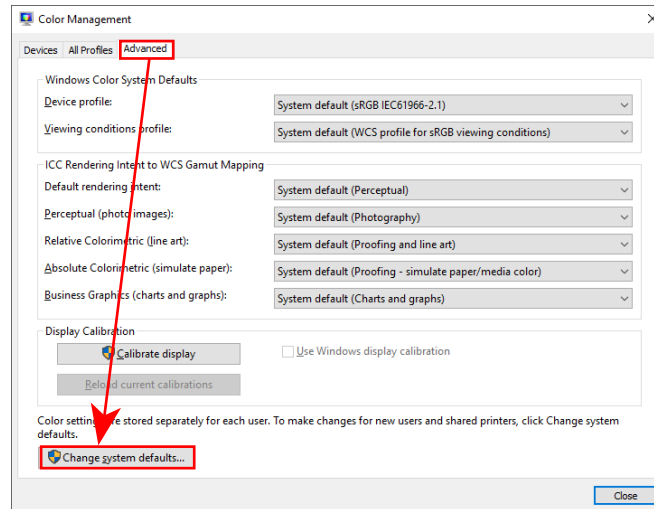 Color Management
Devices All Profiles Advanced
Windows Color System Defaults
Device profile: System default (sRGB IEC61966-2.1)
Viewing conditions profile: System default (WCS profile for sRGB viewing conditions)
ICC Rendering Intent to WCS Gamut Mapping
Default rendering intent: System default (Perceptual)
Perceptual (photo images): System default (Photography)
Relative Colorimetric (line art): System default (Proofing and line art)
Absolute Colorimetric (simulate paper): System default (Proofing - simulate paper/media color)
Business Graphics (charts and graphs): System default (Charts and graphs)
Display Calibration
Calibrate display Use Windows display calibration
Reload current calibrations
Color settings are stored separately for each user. To make changes for new users and shared printers, click Change system
defaults.
Change system defaults...
Close